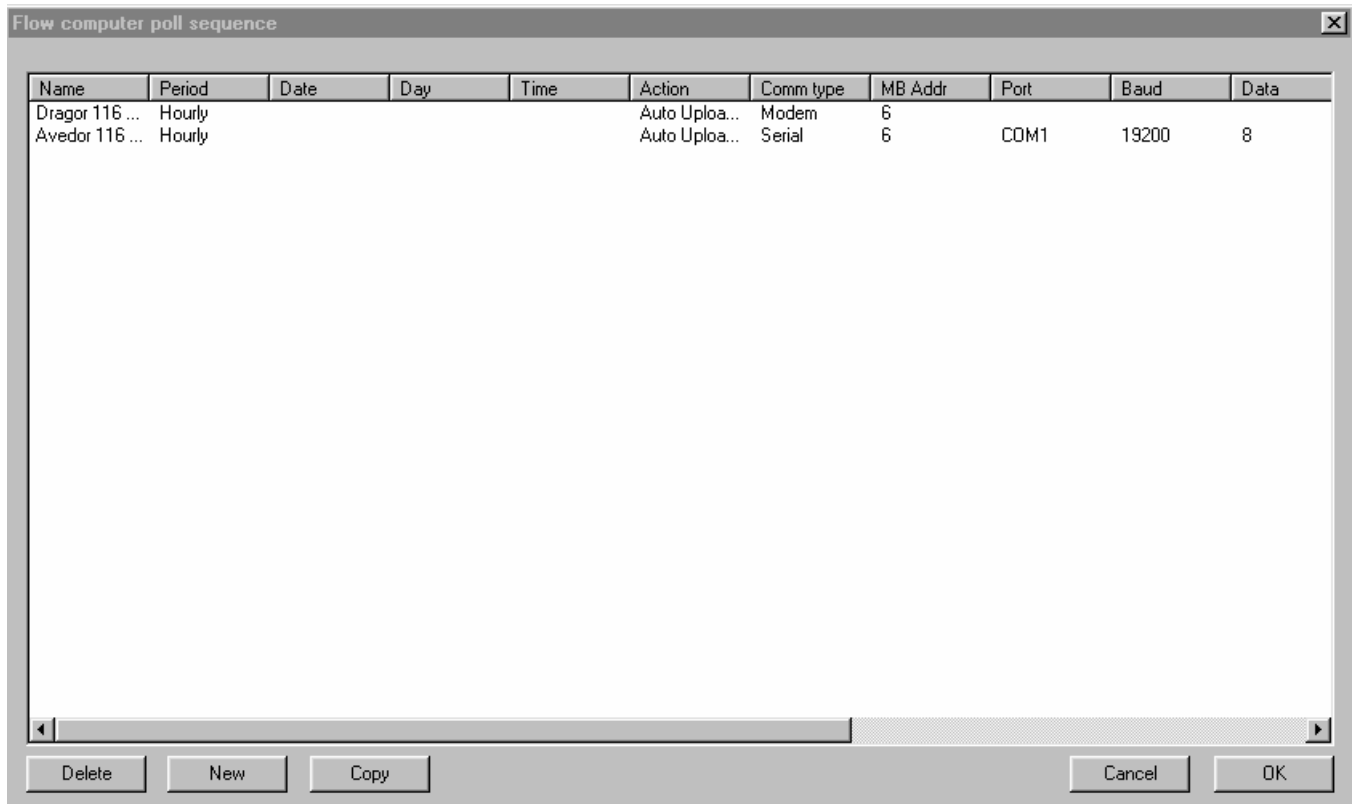 Flow computer poll sequence
Name Period Date Day Time Action Comm type MB Addr Port Baud Data
Dragor 116 ... Hourly Auto Uploa... Modem 6
Avedor 116 ... Hourly Auto Uploa... Serial 6 COM1 19200 8
Delete New Copy Cancel OK